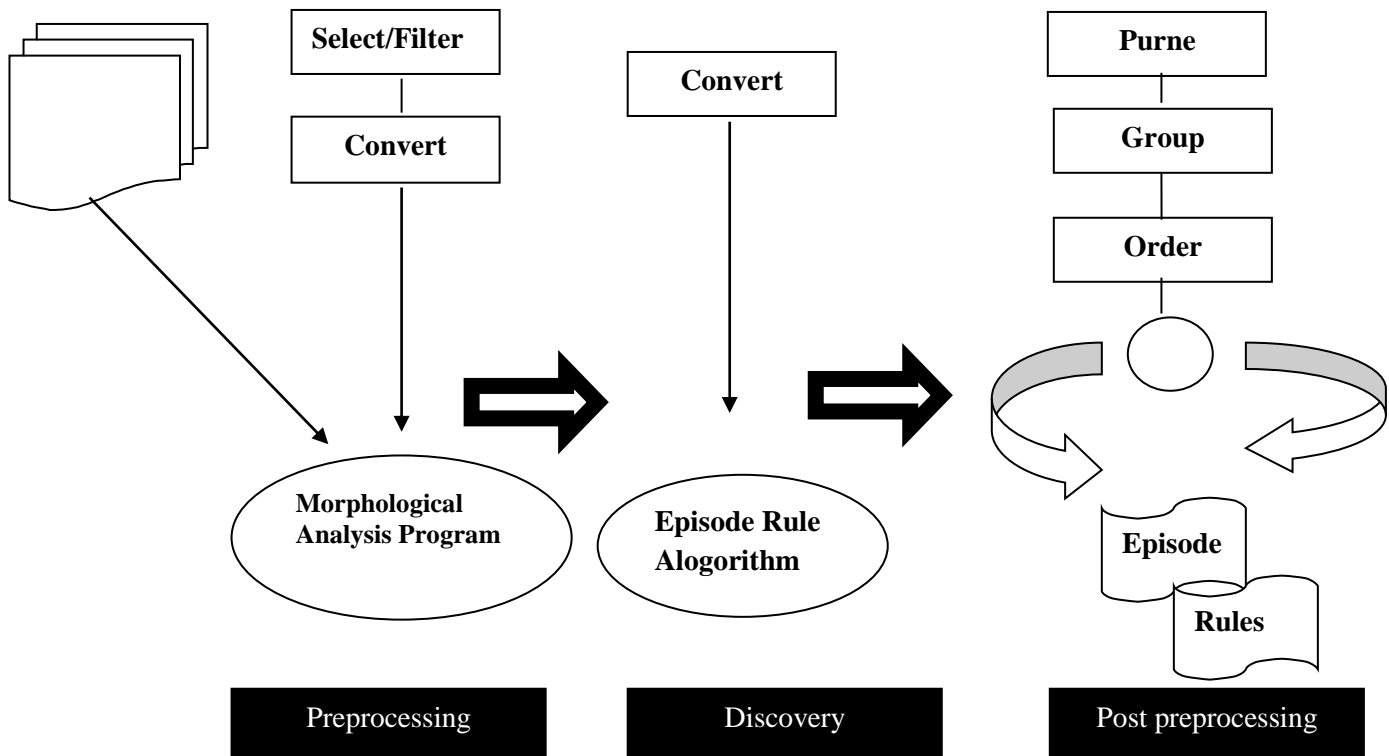 Select/Filter
Convert
Morphological
Analysis Program
Preprocessing
Convert
Episode Rule
Alogorithm
Discovery
Purne
Group
Order
Episode
Rules
Post preprocessing